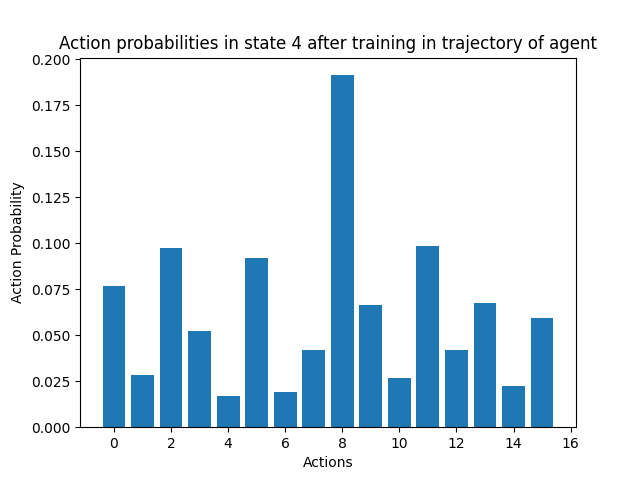 Action probabilities in state 4 after training in trajectory of agent
0.200
0.175
0.150
0.125
0.100
0.075
0.050
0.025
0.000
Action Probability
0 2 4 6 8 10 12 14 16
Actions